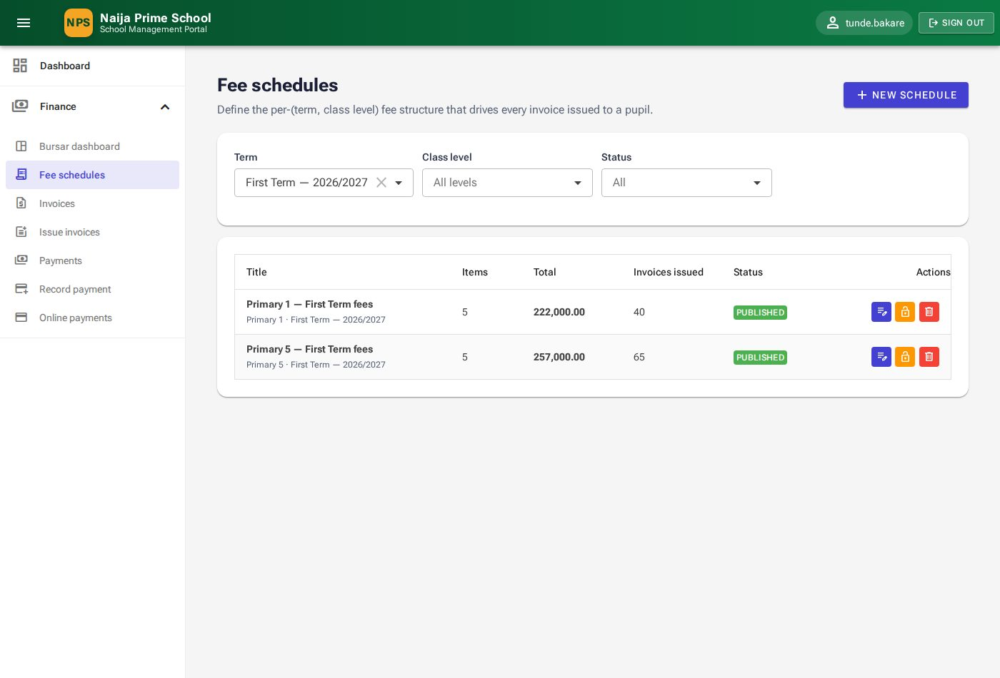 NPS
Naija Prime School
School Management Portal
tunde.bakare
SIGN OUT
Dashboard
Finance
Bursar dashboard
Fee schedules
Invoices
Issue invoices
Payments
Record payment
Online payments
Fee schedules
Define the per-(term, class level) fee structure that drives every invoice issued to a pupil.
NEW SCHEDULE
Term Class level Status
First Term — 2026/2027 All levels All
Title Items Total Invoices issued Status Actions
Primary 1 — First Term fees
Primary 1 · First Term — 2026/2027
5 222,000.00 40 PUBLISHED
Primary 5 — First Term fees
Primary 5 · First Term — 2026/2027
5 257,000.00 65 PUBLISHED